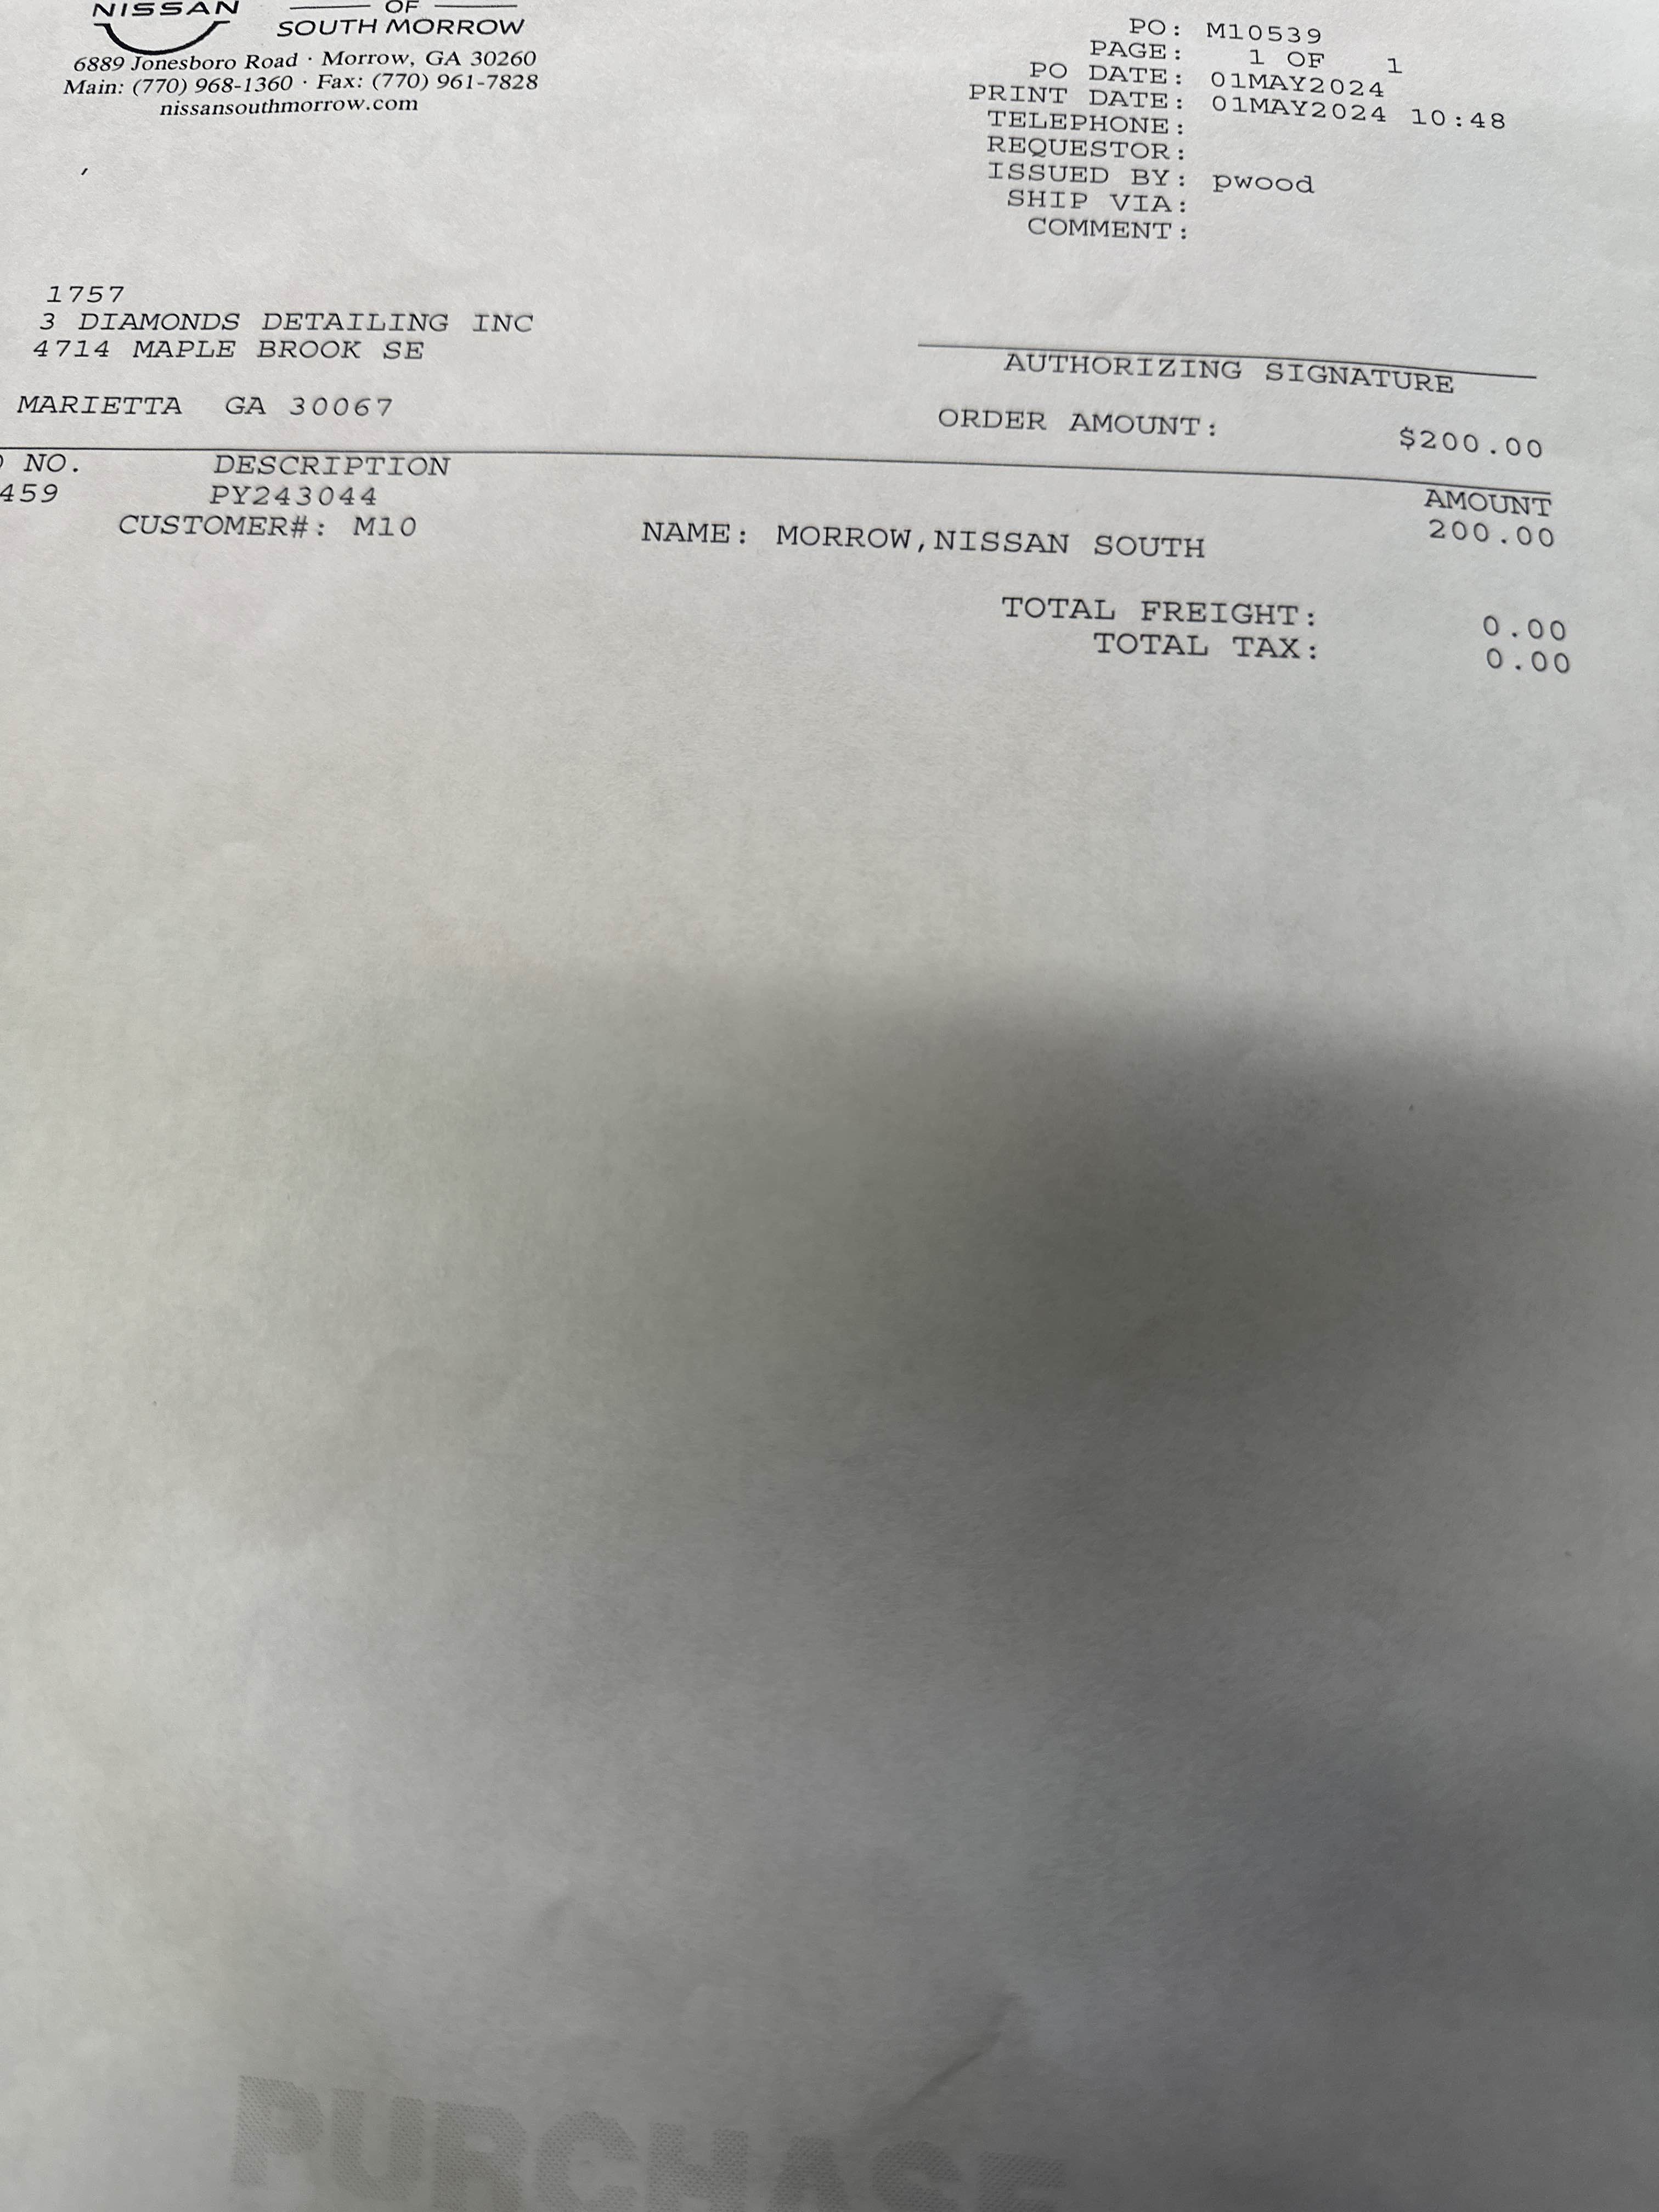 NISSAN
OF
SOUTH MORROW
6889 Jonesboro Road · Morrow, GA 30260
Main: (770) 968-1360 · Fax: (770) 961-7828
nissansouthmorrow.com
PO: M10539
PAGE: 1 OF 1
PO DATE: 01MAY2024
PRINT DATE: 01MAY2024 10:48
TELEPHONE:
REQUESTOR:
ISSUED BY: pwood
SHIP VIA:
COMMENT:
1757
3 DIAMONDS DETAILING INC
4714 MAPLE BROOK SE
MARIETTA GA 30067
AUTHORIZING SIGNATURE
ORDER AMOUNT: $200.00
NO. DESCRIPTION AMOUNT
459 PY243044 200.00
CUSTOMER#: M10 NAME: MORROW,NISSAN SOUTH
TOTAL FREIGHT: 0.00
TOTAL TAX: 0.00
PURCHASE